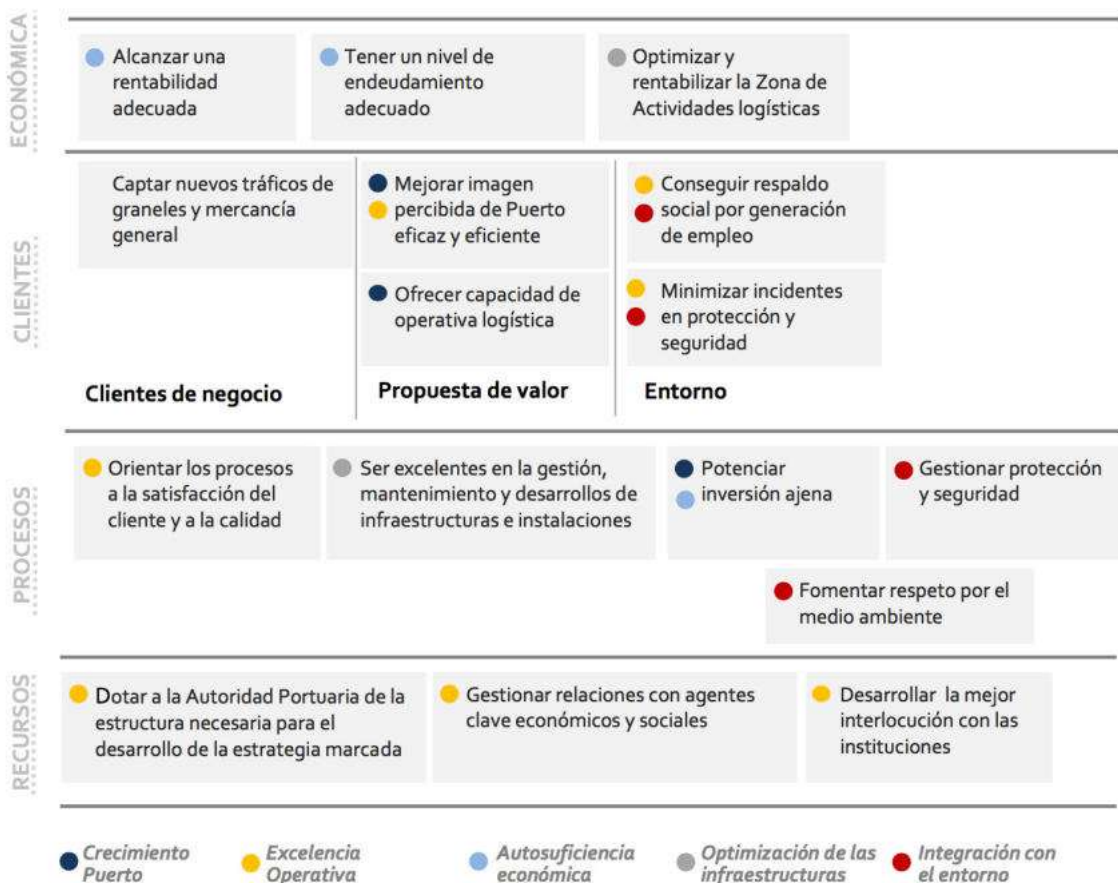 ECONÓMICA
Alcanzar una
rentabilidad
adecuada
Tener un nivel de
endeudamiento
adecuado
Optimizar y
rentabilizar la Zona de
Actividades logísticas
CLIENTES
Captar nuevos tráficos de
graneles y mercancía
general
Mejorar imagen
percibida de Puerto
eficaz y eficiente
Ofrecer capacidad de
operativa logística
Conseguir respaldo
social por generación
de empleo
Minimizar incidentes
en protección y
seguridad
Clientes de negocio
Propuesta de valor
Entorno
PROCESOS
Orientar los procesos
a la satisfacción del
cliente y a la calidad
Ser excelentes en la gestión,
mantenimiento y desarrollos de
infraestructuras e instalaciones
Potenciar
inversión ajena
Gestionar protección
y seguridad
Fomentar respeto por el
medio ambiente
RECURSOS
Dotar a la Autoridad Portuaria de la
estructura necesaria para el
desarrollo de la estrategia marcada
Gestionar relaciones con agentes
clave económicos y sociales
Desarrollar la mejor
interlocución con las
instituciones
Crecimiento
Puerto
Excelencia
Operativa
Autosuficiencia
económica
Optimización de las
infraestructuras
Integración con
el entorno